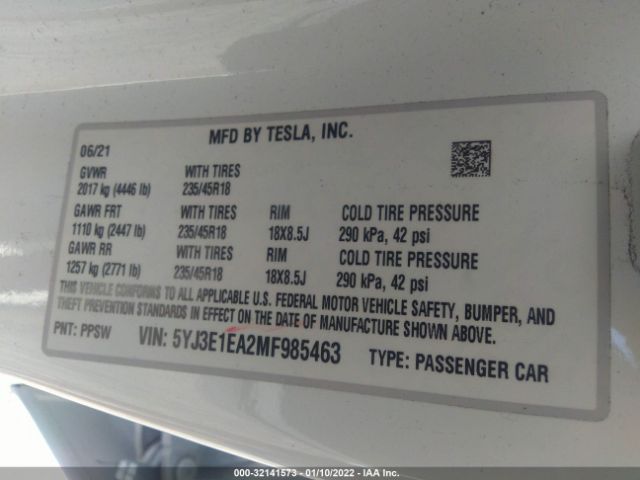 MFD BY TESLA, INC.
06/21
GVWR WITH TIRES
2017 kg (4446 lb) 235/45R18
GAWR FRT WITH TIRES RIM COLD TIRE PRESSURE
1110 kg (2447 lb) 235/45R18 18X8.5J 290 kPa, 42 psi
GAWR RR WITH TIRES RIM COLD TIRE PRESSURE
1257 kg (2771 lb) 235/45R18 18X8.5J 290 kPa, 42 psi
THIS VEHICLE CONFORMS TO ALL APPLICABLE U.S. FEDERAL MOTOR VEHICLE SAFETY, BUMPER, AND
THEFT PREVENTION STANDARDS IN EFFECT ON THE DATE OF MANUFACTURE SHOWN ABOVE.
PNT: PPSW VIN: 5YJ3E1EA2MF985463 TYPE: PASSENGER CAR
000-32141573 - 01/10/2022 - IAA Inc.